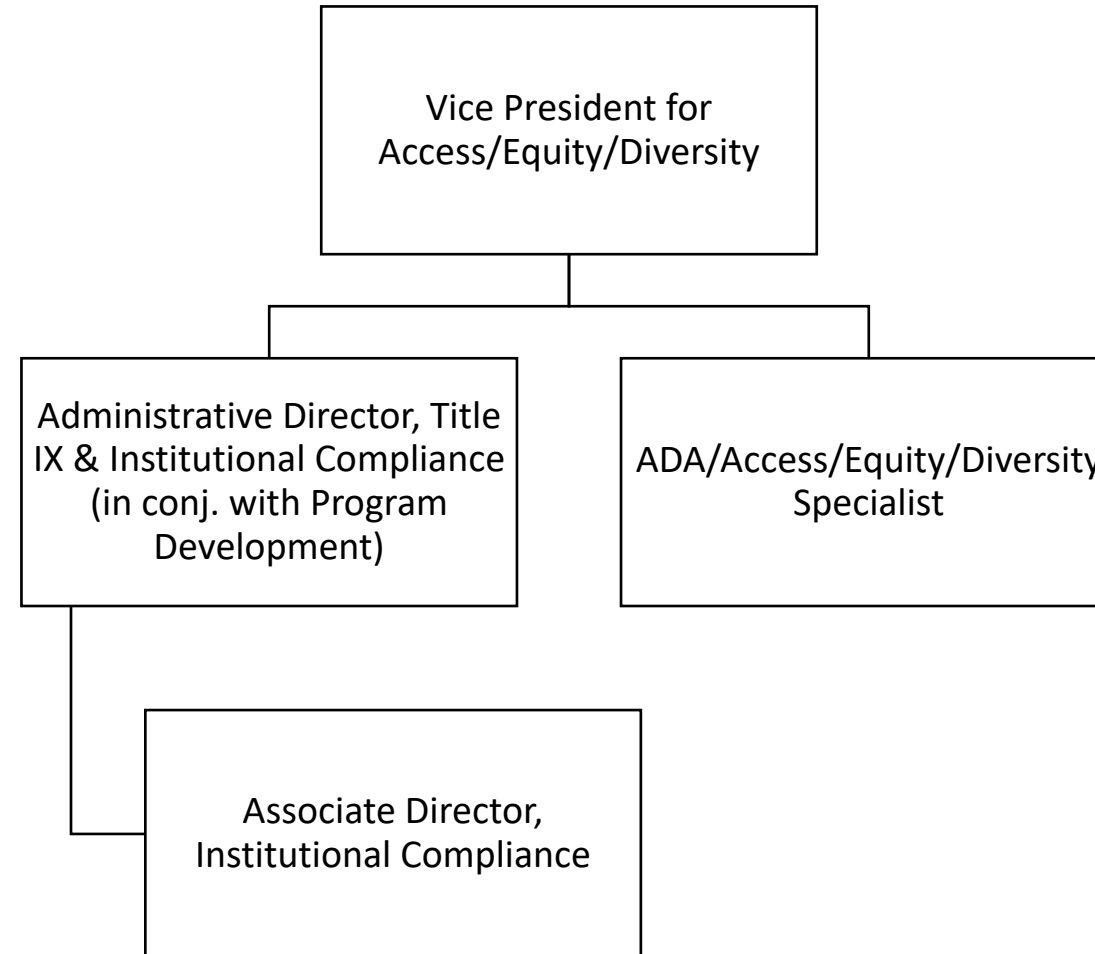 Vice President for
Access/Equity/Diversity
Administrative Director, Title
IX & Institutional Compliance
(in conj. with Program
Development)
ADA/Access/Equity/Diversity
Specialist
Associate Director,
Institutional Compliance